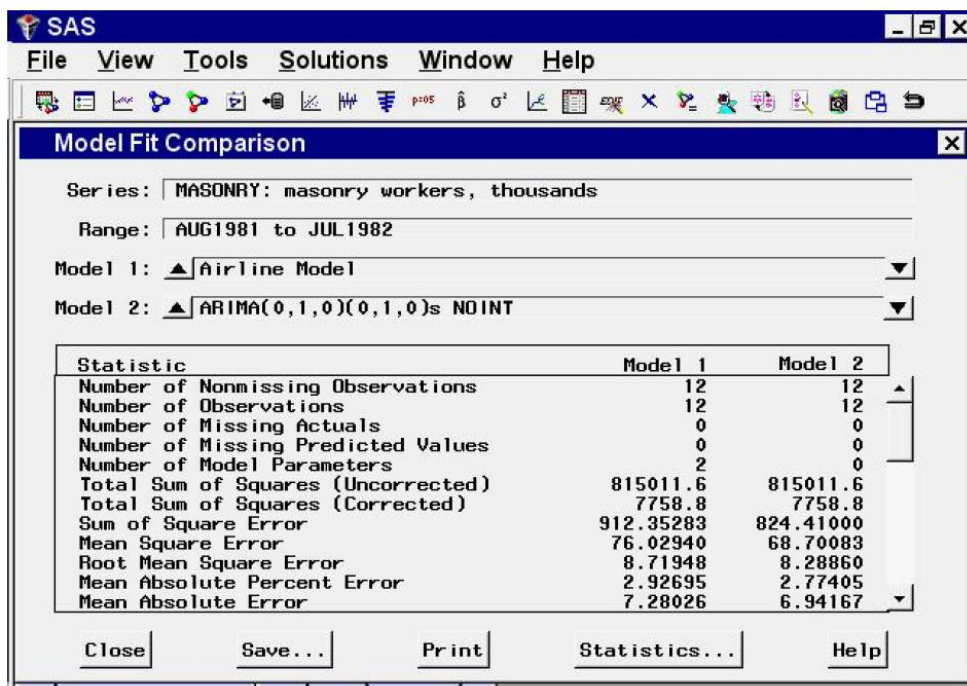 SAS
File View Tools Solutions Window Help
p=05 β̂ σ²
Model Fit Comparison
Series: MASONRY: masonry workers, thousands
Range: AUG1981 to JUL1982
Model 1: Airline Model
Model 2: ARIMA(0,1,0)(0,1,0)s NOINT
Statistic Model 1 Model 2
Number of Nonmissing Observations 12 12
Number of Observations 12 12
Number of Missing Actuals 0 0
Number of Missing Predicted Values 0 0
Number of Model Parameters 2 0
Total Sum of Squares (Uncorrected) 815011.6 815011.6
Total Sum of Squares (Corrected) 7758.8 7758.8
Sum of Square Error 912.35283 824.41000
Mean Square Error 76.02940 68.70083
Root Mean Square Error 8.71948 8.28860
Mean Absolute Percent Error 2.92695 2.77405
Mean Absolute Error 7.28026 6.94167
Close Save... Print Statistics... Help